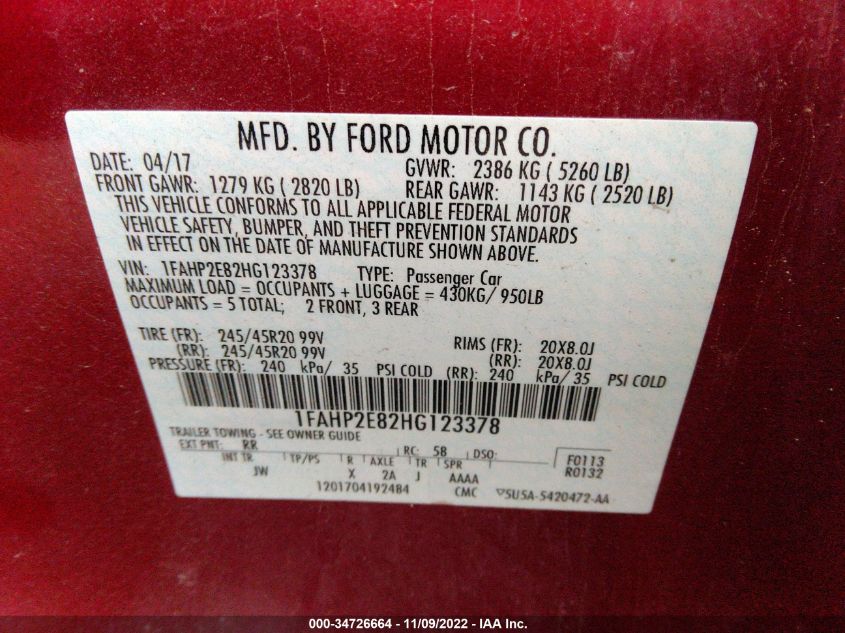 MFD. BY FORD MOTOR CO.
DATE: 04/17 GVWR: 2386 KG ( 5260 LB)
FRONT GAWR: 1279 KG ( 2820 LB) REAR GAWR: 1143 KG ( 2520 LB)
THIS VEHICLE CONFORMS TO ALL APPLICABLE FEDERAL MOTOR
VEHICLE SAFETY, BUMPER, AND THEFT PREVENTION STANDARDS
IN EFFECT ON THE DATE OF MANUFACTURE SHOWN ABOVE.
VIN: 1FAHP2E82HG123378 TYPE: Passenger Car
MAXIMUM LOAD = OCCUPANTS + LUGGAGE = 430KG/ 950LB
OCCUPANTS = 5 TOTAL; 2 FRONT, 3 REAR
TIRE (FR): 245/45R20 99V RIMS (FR): 20X8.0J
(RR): 245/45R20 99V (RR): 20X8.0J
PRESSURE (FR): 240 kPa/ 35 PSI COLD (RR): 240 kPa/ 35 PSI COLD
1FAHP2E82HG123378
TRAILER TOWING - SEE OWNER GUIDE
EXT PNT: RR RC: 58 DSO: F0113
INT TR TP/PS R AXLE TR SPR R0132
JW X 2A J AAAA
1201704192484 CMC 5U5A-5420472-AA
000-34726664 - 11/09/2022 - IAA Inc.